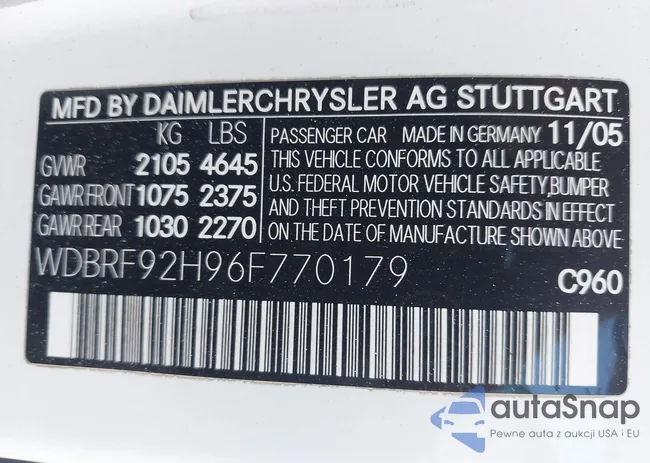 MFD BY DAIMLERCHRYSLER AG STUTTGART
KG LBS
GVWR 2105 4645
GAWR FRONT 1075 2375
GAWR REAR 1030 2270
PASSENGER CAR MADE IN GERMANY 11/05
THIS VEHICLE CONFORMS TO ALL APPLICABLE
U.S. FEDERAL MOTOR VEHICLE SAFETY, BUMPER
AND THEFT PREVENTION STANDARDS IN EFFECT
ON THE DATE OF MANUFACTURE SHOWN ABOVE
WDBRF92H96F770179
C960
autaSnap
Pewne auta z aukcji USA i EU